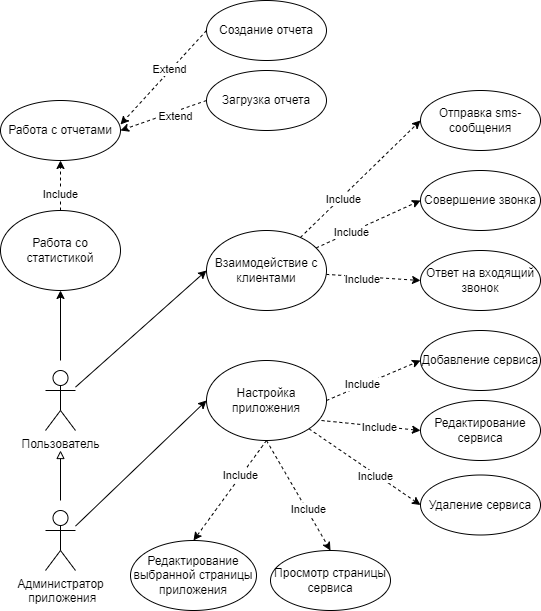 Создание отчета
Extend
Загрузка отчета
Extend
Работа с отчетами
Отправка sms-
сообщения
Include
Include
Совершение звонка
Работа со
статистикой
Include
Взаимодействие с
клиентами
Include
Ответ на входящий
звонок
Добавление сервиса
Include
Настройка
приложения
Редактирование
сервиса
Include
Пользователь
Include
Include
Удаление сервиса
Include
Редактирование
выбранной страницы
приложения
Просмотр страницы
сервиса
Администратор
приложения